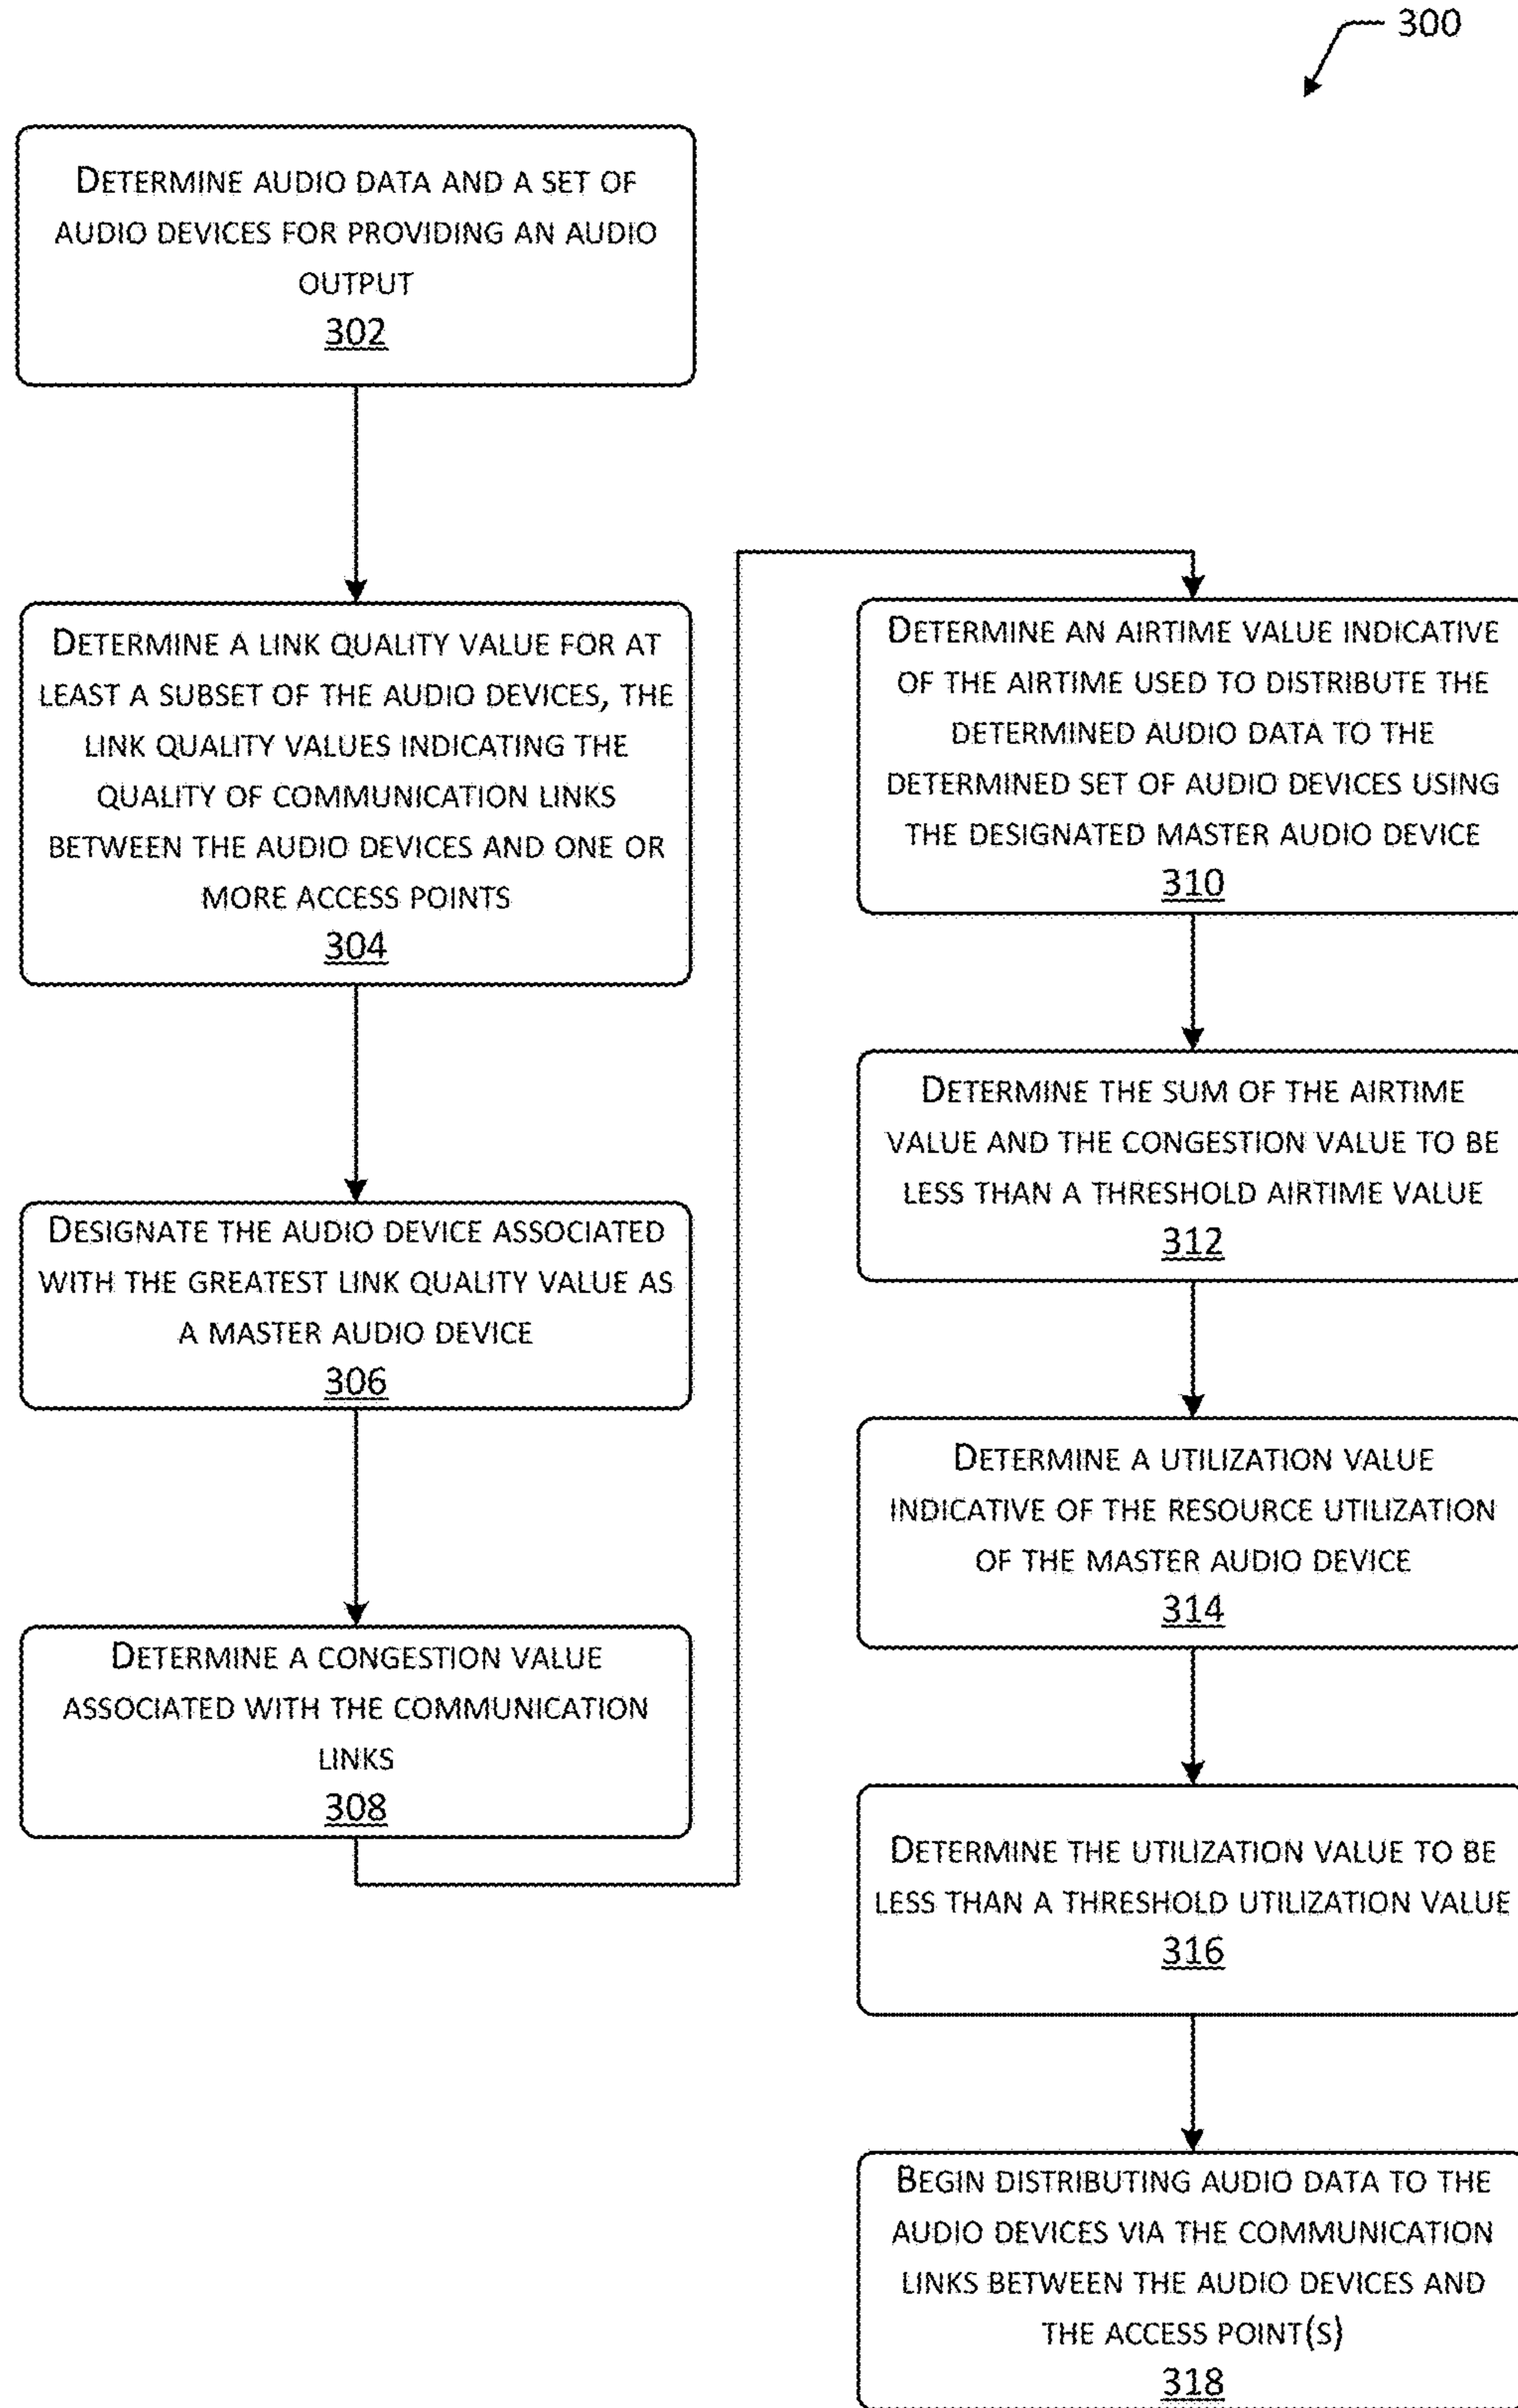 300
DETERMINE AUDIO DATA AND A SET OF
AUDIO DEVICES FOR PROVIDING AN AUDIO
OUTPUT
302
DETERMINE A LINK QUALITY VALUE FOR AT
LEAST A SUBSET OF THE AUDIO DEVICES, THE
LINK QUALITY VALUES INDICATING THE
QUALITY OF COMMUNICATION LINKS
BETWEEN THE AUDIO DEVICES AND ONE OR
MORE ACCESS POINTS
304
DESIGNATE THE AUDIO DEVICE ASSOCIATED
WITH THE GREATEST LINK QUALITY VALUE AS
A MASTER AUDIO DEVICE
306
DETERMINE A CONGESTION VALUE
ASSOCIATED WITH THE COMMUNICATION
LINKS
308
DETERMINE AN AIRTIME VALUE INDICATIVE
OF THE AIRTIME USED TO DISTRIBUTE THE
DETERMINED AUDIO DATA TO THE
DETERMINED SET OF AUDIO DEVICES USING
THE DESIGNATED MASTER AUDIO DEVICE
310
DETERMINE THE SUM OF THE AIRTIME
VALUE AND THE CONGESTION VALUE TO BE
LESS THAN A THRESHOLD AIRTIME VALUE
312
DETERMINE A UTILIZATION VALUE
INDICATIVE OF THE RESOURCE UTILIZATION
OF THE MASTER AUDIO DEVICE
314
DETERMINE THE UTILIZATION VALUE TO BE
LESS THAN A THRESHOLD UTILIZATION VALUE
316
BEGIN DISTRIBUTING AUDIO DATA TO THE
AUDIO DEVICES VIA THE COMMUNICATION
LINKS BETWEEN THE AUDIO DEVICES AND
THE ACCESS POINT(S)
318